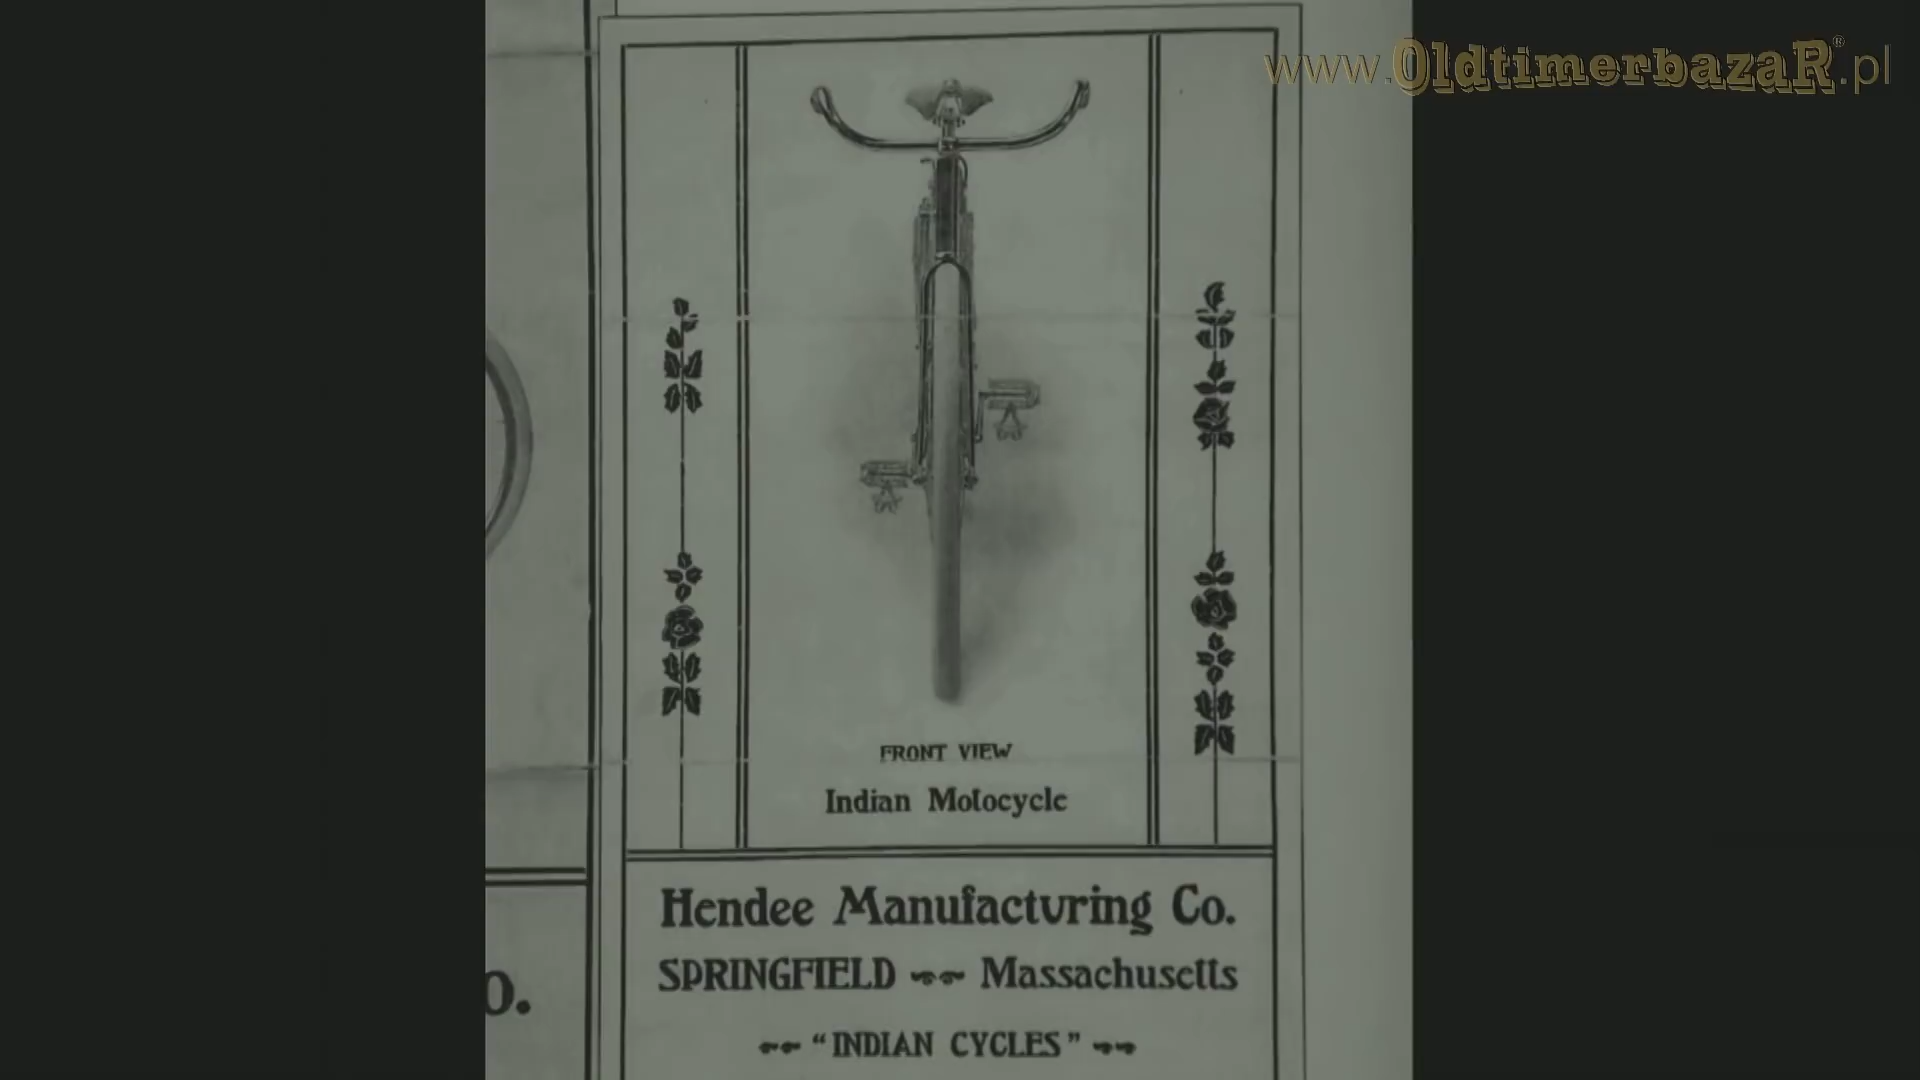 www.OldtimerbazaR®.pl
FRONT VIEW
Indian Motocycle
Hendee Manufacturing Co.
SPRINGFIELD Massachusetts
"INDIAN CYCLES"
O.